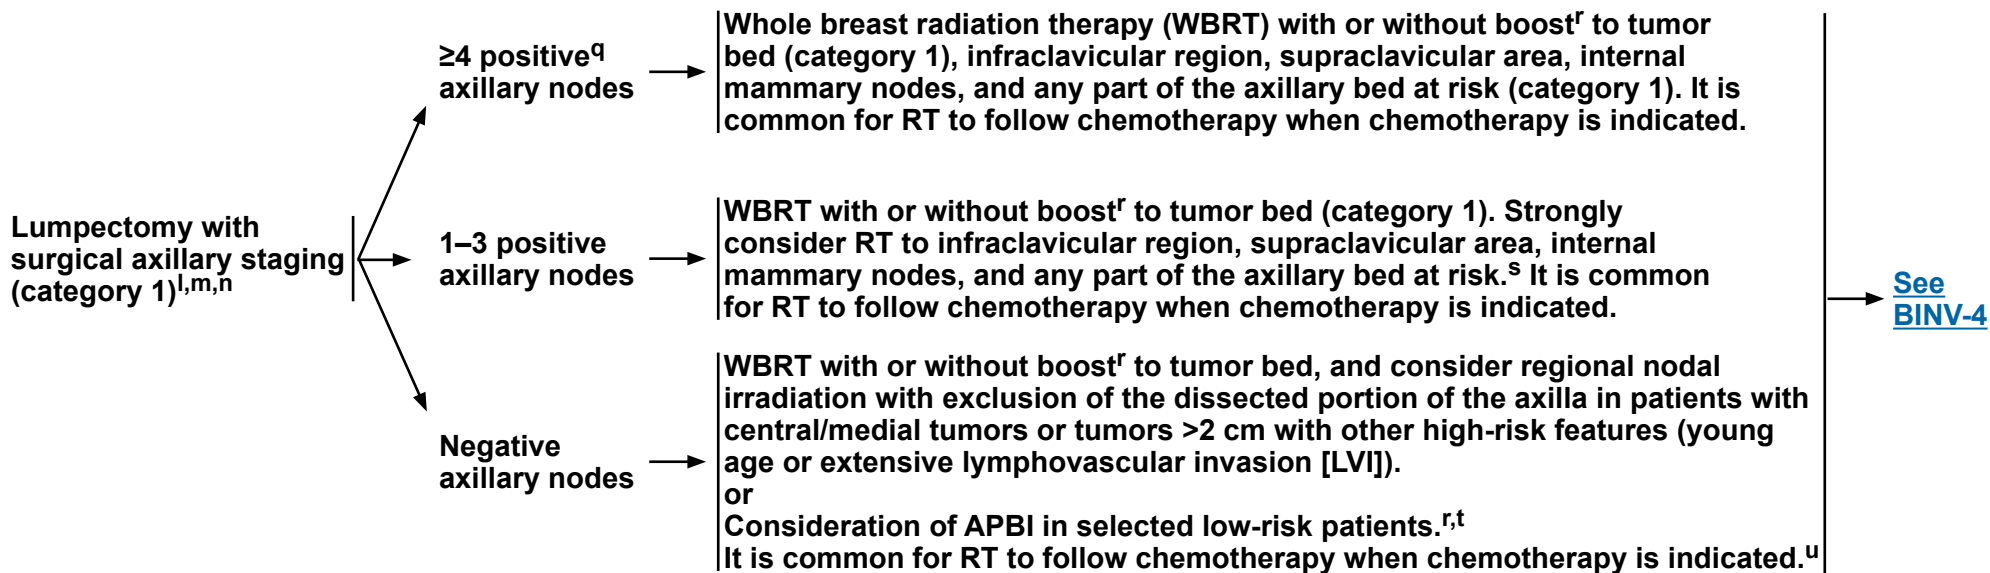 Lumpectomy with
surgical axillary staging
(category 1)l,m,n
≥4 positiveq
axillary nodes
Whole breast radiation therapy (WBRT) with or without boostr to tumor
bed (category 1), infraclavicular region, supraclavicular area, internal
mammary nodes, and any part of the axillary bed at risk (category 1). It is
common for RT to follow chemotherapy when chemotherapy is indicated.
1–3 positive
axillary nodes
WBRT with or without boostr to tumor bed (category 1). Strongly
consider RT to infraclavicular region, supraclavicular area, internal
mammary nodes, and any part of the axillary bed at risk.s It is common
for RT to follow chemotherapy when chemotherapy is indicated.
Negative
axillary nodes
WBRT with or without boostr to tumor bed, and consider regional nodal
irradiation with exclusion of the dissected portion of the axilla in patients with
central/medial tumors or tumors >2 cm with other high-risk features (young
age or extensive lymphovascular invasion [LVI]).
or
Consideration of APBI in selected low-risk patients.r,t
It is common for RT to follow chemotherapy when chemotherapy is indicated.u
See
BINV-4